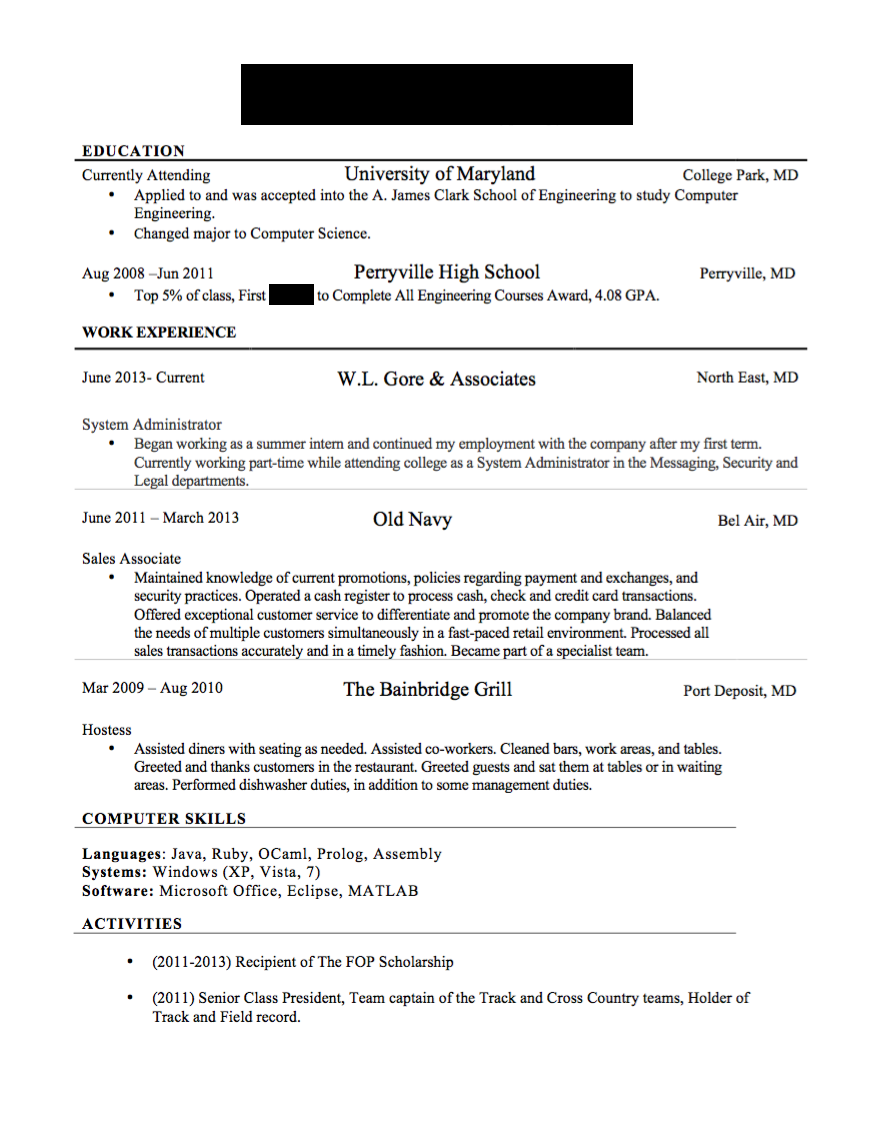 EDUCATION
Currently Attending University of Maryland College Park, MD
• Applied to and was accepted into the A. James Clark School of Engineering to study Computer
Engineering.
• Changed major to Computer Science.
Aug 2008 –Jun 2011 Perryville High School Perryville, MD
• Top 5% of class, First to Complete All Engineering Courses Award, 4.08 GPA.
WORK EXPERIENCE
June 2013- Current W.L. Gore & Associates North East, MD
System Administrator
• Began working as a summer intern and continued my employment with the company after my first term.
Currently working part-time while attending college as a System Administrator in the Messaging, Security and
Legal departments.
June 2011 – March 2013 Old Navy Bel Air, MD
Sales Associate
• Maintained knowledge of current promotions, policies regarding payment and exchanges, and
security practices. Operated a cash register to process cash, check and credit card transactions.
Offered exceptional customer service to differentiate and promote the company brand. Balanced
the needs of multiple customers simultaneously in a fast-paced retail environment. Processed all
sales transactions accurately and in a timely fashion. Became part of a specialist team.
Mar 2009 – Aug 2010 The Bainbridge Grill Port Deposit, MD
Hostess
• Assisted diners with seating as needed. Assisted co-workers. Cleaned bars, work areas, and tables.
Greeted and thanks customers in the restaurant. Greeted guests and sat them at tables or in waiting
areas. Performed dishwasher duties, in addition to some management duties.
COMPUTER SKILLS
Languages: Java, Ruby, OCaml, Prolog, Assembly
Systems: Windows (XP, Vista, 7)
Software: Microsoft Office, Eclipse, MATLAB
ACTIVITIES
• (2011-2013) Recipient of The FOP Scholarship
• (2011) Senior Class President, Team captain of the Track and Cross Country teams, Holder of
Track and Field record.